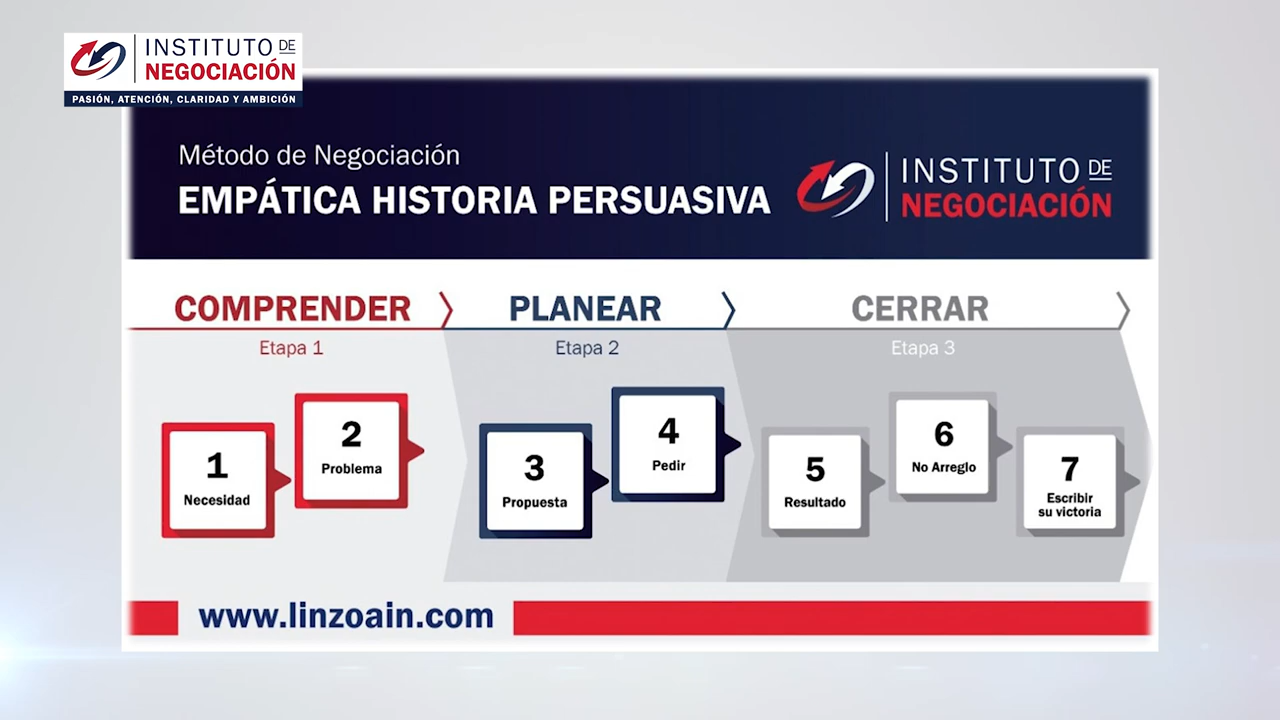 INSTITUTO DE
NEGOCIACIÓN
PASIÓN, ATENCIÓN, CLARIDAD Y AMBICIÓN
Método de Negociación
EMPÁTICA HISTORIA PERSUASIVA
INSTITUTO DE
NEGOCIACIÓN
COMPRENDER
Etapa 1
PLANEAR
Etapa 2
CERRAR
Etapa 3
1
Necesidad
2
Problema
3
Propuesta
4
Pedir
5
Resultado
6
No Arreglo
7
Escribir
su victoria
www.linzoain.com